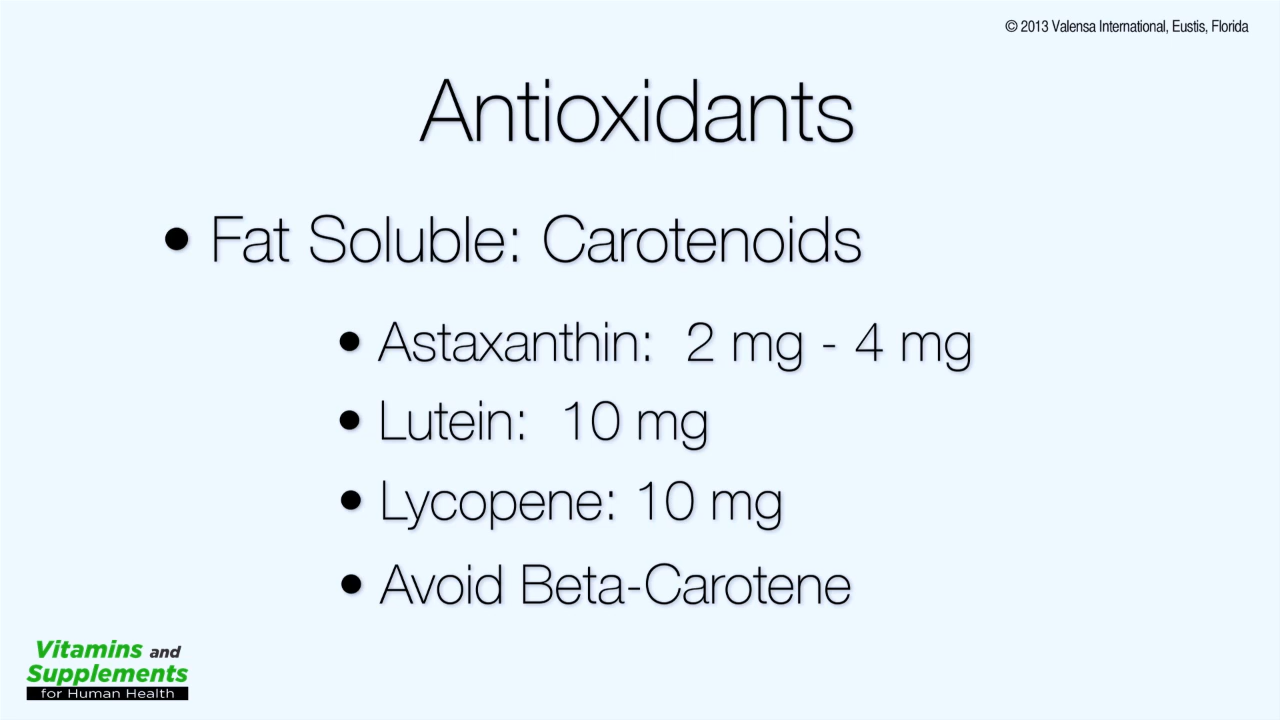 © 2013 Valensa International, Eustis, Florida
Antioxidants
• Fat Soluble: Carotenoids
• Astaxanthin: 2 mg - 4 mg
• Lutein: 10 mg
• Lycopene: 10 mg
• Avoid Beta-Carotene
Vitamins and
Supplements
for Human Health